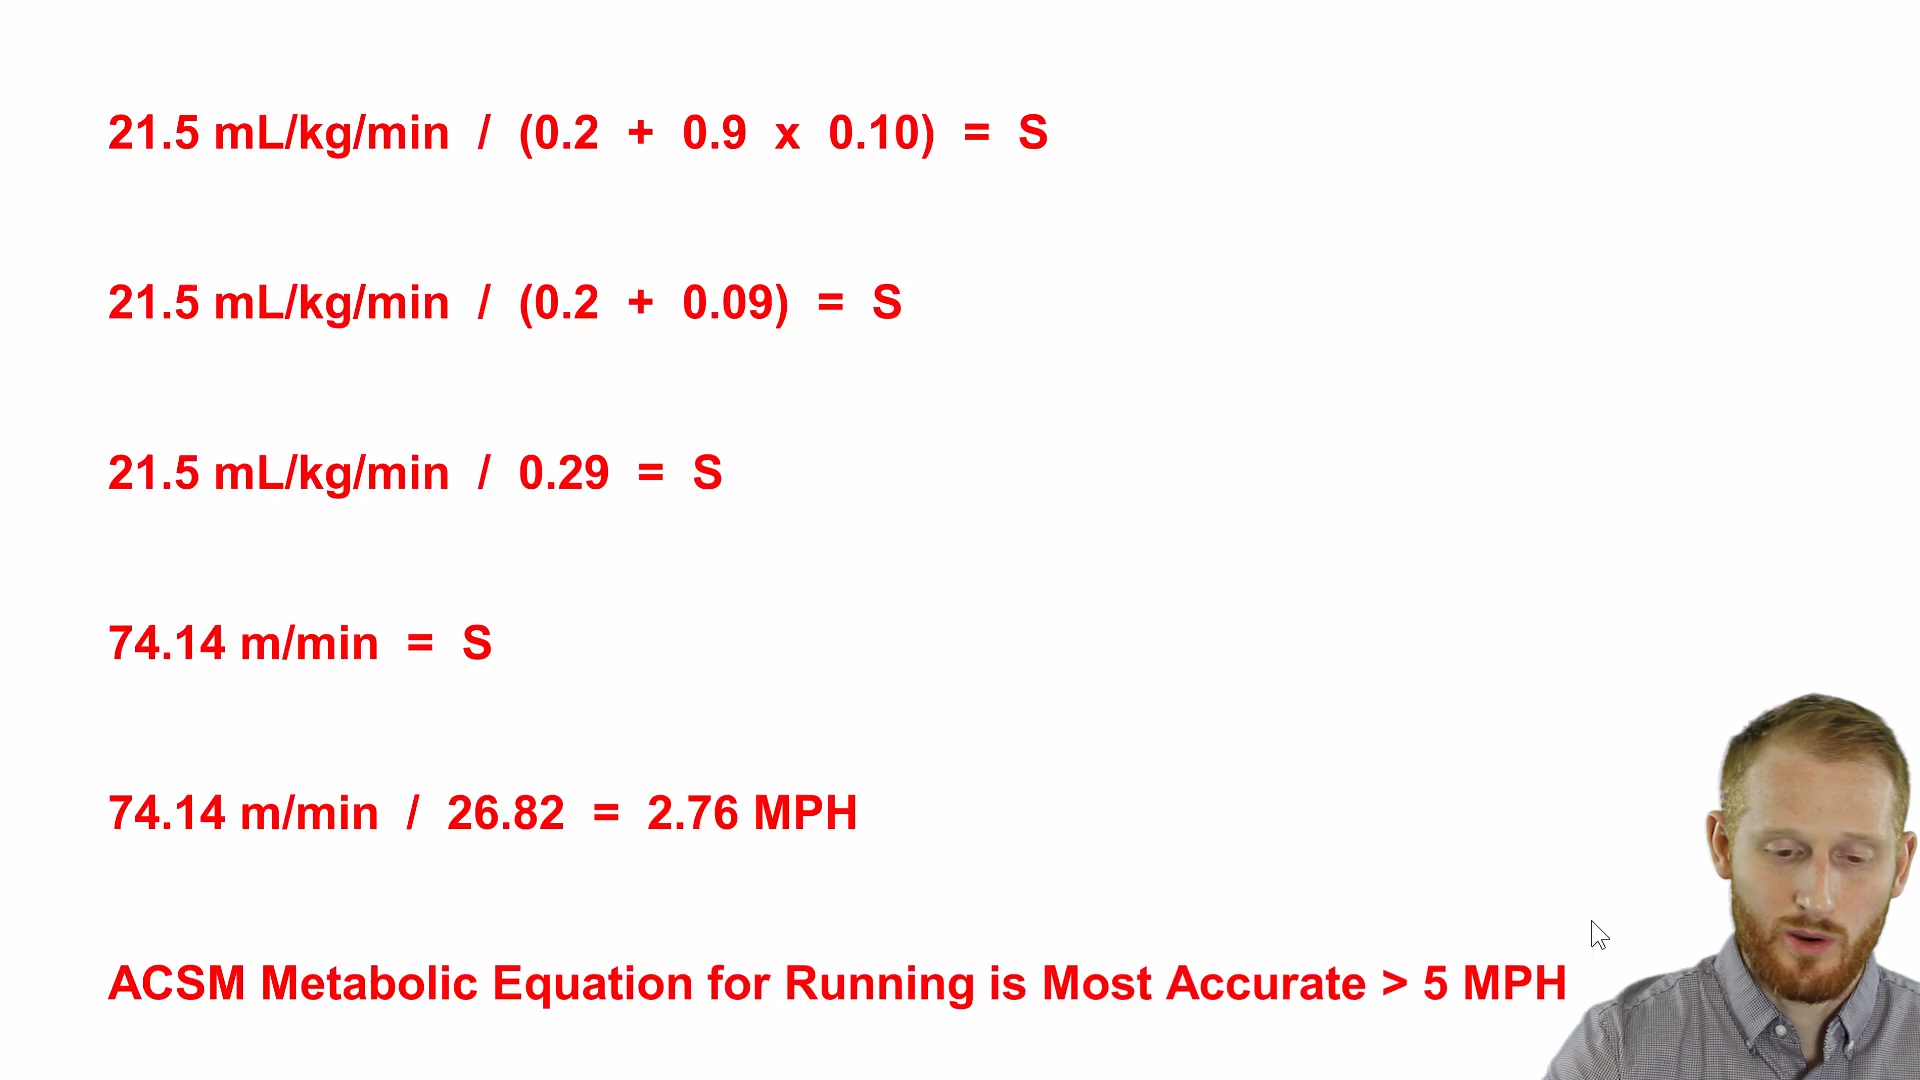 21.5 mL/kg/min / (0.2 + 0.9 x 0.10) = S
21.5 mL/kg/min / (0.2 + 0.09) = S
21.5 mL/kg/min / 0.29 = S
74.14 m/min = S
74.14 m/min / 26.82 = 2.76 MPH
ACSM Metabolic Equation for Running is Most Accurate > 5 MPH